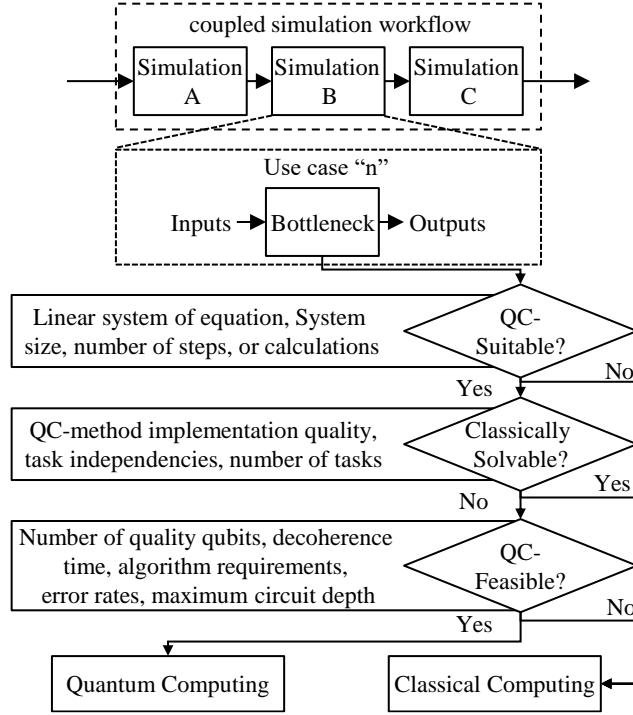 coupled simulation workflow
Simulation
A
Simulation
B
Simulation
C
Use case “n”
Inputs
Bottleneck
Outputs
Linear system of equation, System
size, number of steps, or calculations
QC-
Suitable?
No
Yes
QC-method implementation quality,
task independencies, number of tasks
Classically
Solvable?
Yes
No
Number of quality qubits, decoherence
time, algorithm requirements,
error rates, maximum circuit depth
QC-
Feasible?
No
Yes
Quantum Computing
Classical Computing